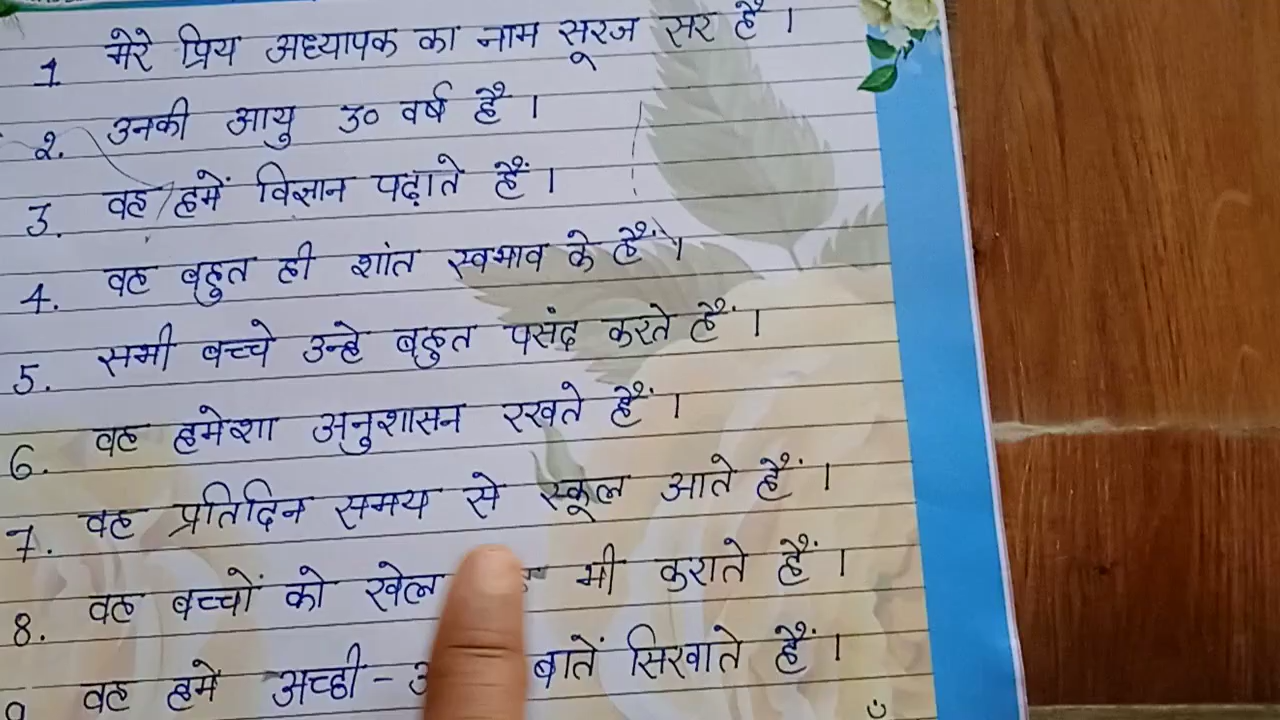 1 मेरे प्रिय अध्यापक का नाम सूरज सर हैं ।
2. उनकी आयु 30 वर्ष है ।
3. वह हमें विज्ञान पढ़ाते हैं ।
4. वह बहुत ही शांत स्वभाव के हैं ।
5. सभी बच्चे उन्हे बहुत पसंद करते हैं ।
6. वह हमेशा अनुशासन रखते हैं ।
7. वह प्रतिदिन समय से स्कूल आते हैं ।
8. वह बच्चों को खेल भी कराते हैं ।
9 वह हमें अच्छी - बातें सिखाते हैं ।